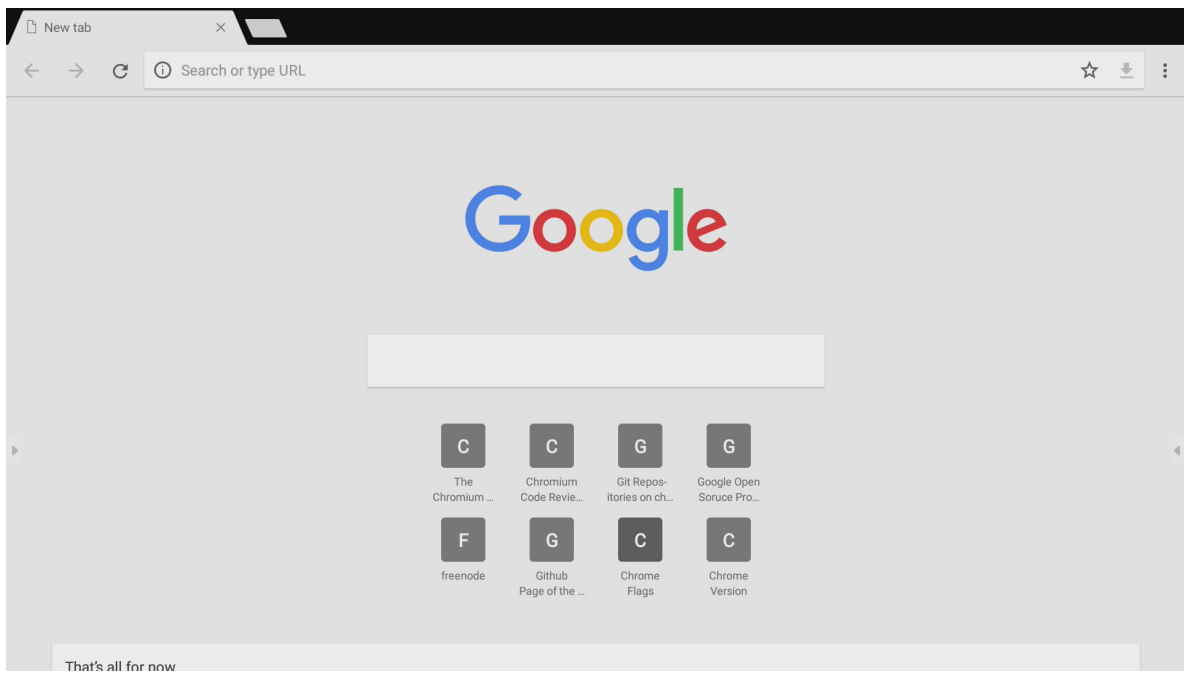 New tab
Search or type URL
Google
C C G G
The Chromium ...
Chromium Code Revie...
Git Repos-itories on ch...
Google Open Soruce Pro...
F G C C
freenode
Github Page of the ...
Chrome Flags
Chrome Version
That's all for now